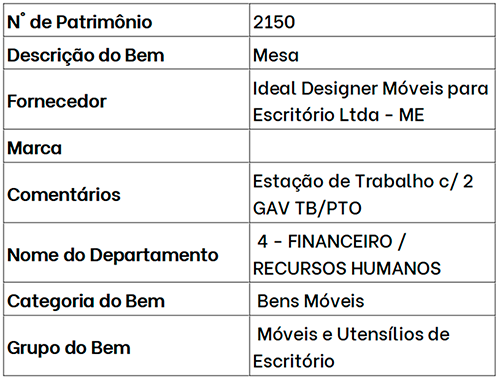 N° de Patrimônio 2150
Descrição do Bem Mesa
Fornecedor Ideal Designer Móveis para
Escritório Ltda - ME
Marca
Comentários Estação de Trabalho c/ 2
GAV TB/PTO
Nome do Departamento 4 - FINANCEIRO /
RECURSOS HUMANOS
Categoria do Bem Bens Móveis
Grupo do Bem Móveis e Utensílios de
Escritório